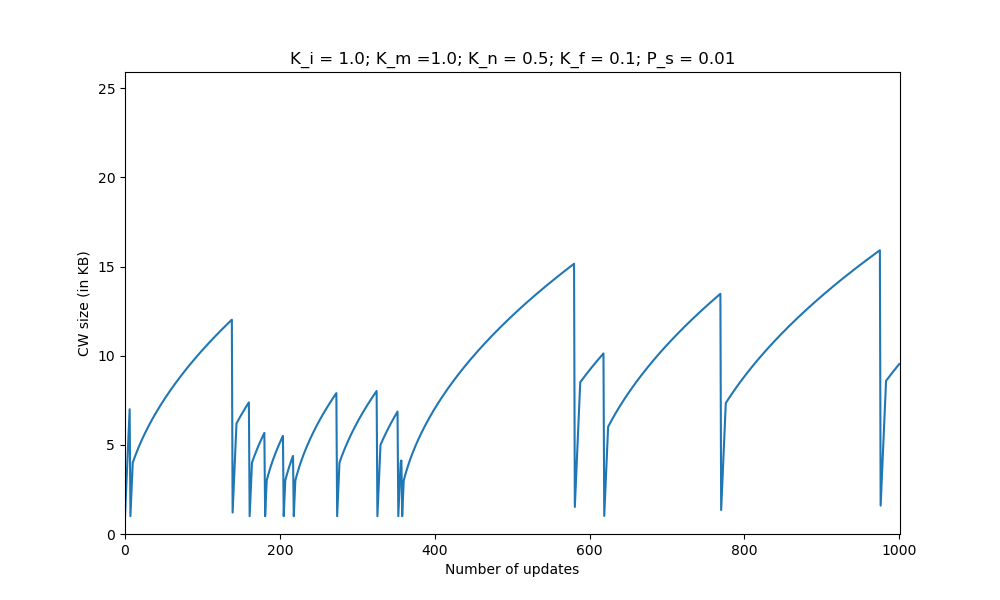 K_i = 1.0; K_m =1.0; K_n = 0.5; K_f = 0.1; P_s = 0.01
CW size (in KB)
25
20
15
10
5
0
0 200 400 600 800 1000
Number of updates